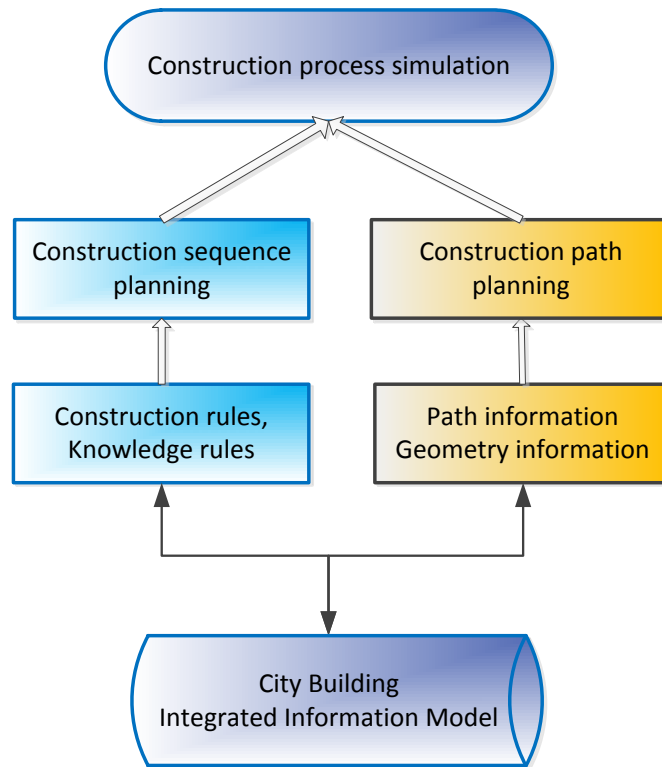 Construction process simulation
Construction sequence
planning
Construction path
planning
Construction rules,
Knowledge rules
Path information
Geometry information
City Building
Integrated Information Model